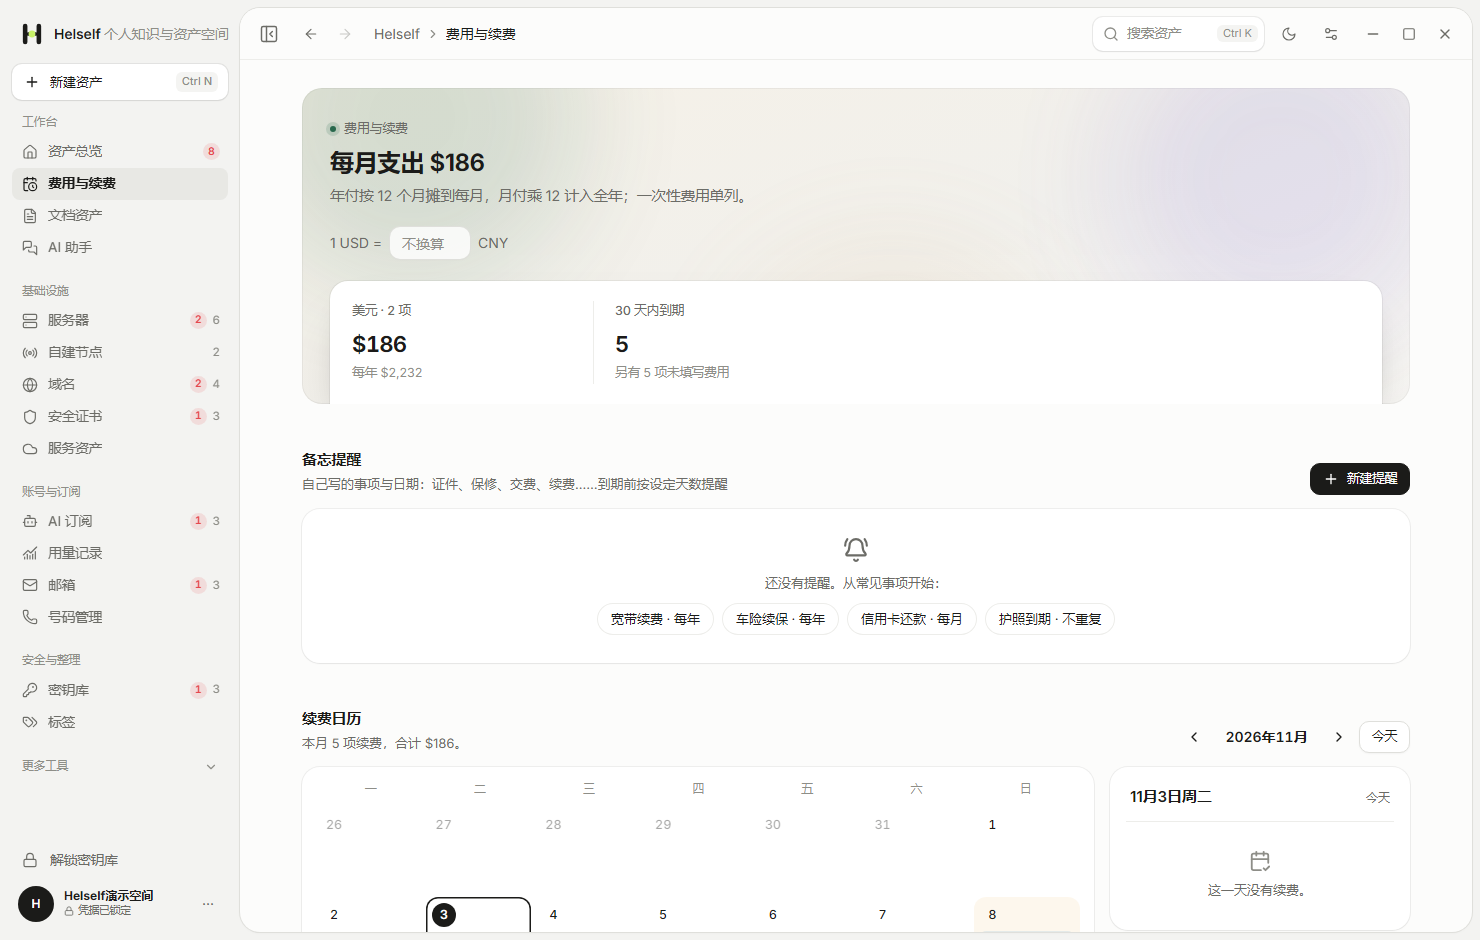 Helself 个人知识与资产空间
新建资产 Ctrl N
工作台
资产总览 8
费用与续费
文档资产
AI 助手
基础设施
服务器 2 6
自建节点 2
域名 2 4
安全证书 1 3
服务资产
账号与订阅
AI 订阅 1 3
用量记录
邮箱 1 3
号码管理
安全与整理
密钥库 1 3
标签
更多工具
解锁密钥库
H
Helself演示空间
凭据已锁定
Helself > 费用与续费
搜索资产 Ctrl K
费用与续费
每月支出 $186
年付按 12 个月摊到每月，月付乘 12 计入全年；一次性费用单列。
1 USD = 不换算 CNY
美元 · 2 项
$186
每年 $2,232
30 天内到期
5
另有 5 项未填写费用
备忘提醒
自己写的事项与日期：证件、保修、交费、续费……到期前按设定天数提醒
新建提醒
还没有提醒。从常见事项开始：
宽带续费 · 每年
车险续保 · 每年
信用卡还款 · 每月
护照到期 · 不重复
续费日历
本月 5 项续费，合计 $186。
2026年11月
今天
一 二 三 四 五 六 日
26 27 28 29 30 31 1
2 3 4 5 6 7 8
11月3日周二 今天
这一天没有续费。